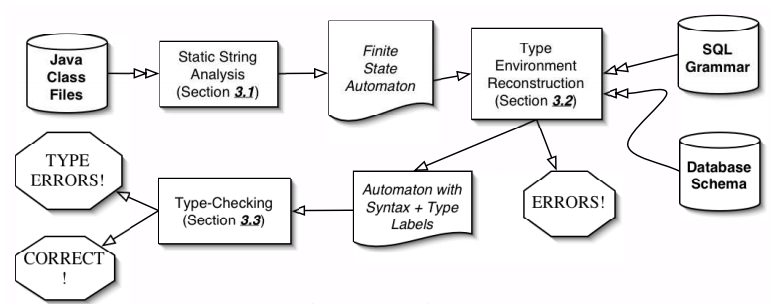 Java
Class
Files
Static String
Analysis
(Section 3.1)
Finite
State
Automaton
Type
Environment
Reconstruction
(Section 3.2)
SQL
Grammar
Database
Schema
TYPE
ERRORS!
Type-Checking
(Section 3.3)
Automaton with
Syntax + Type
Labels
ERRORS!
CORRECT
!